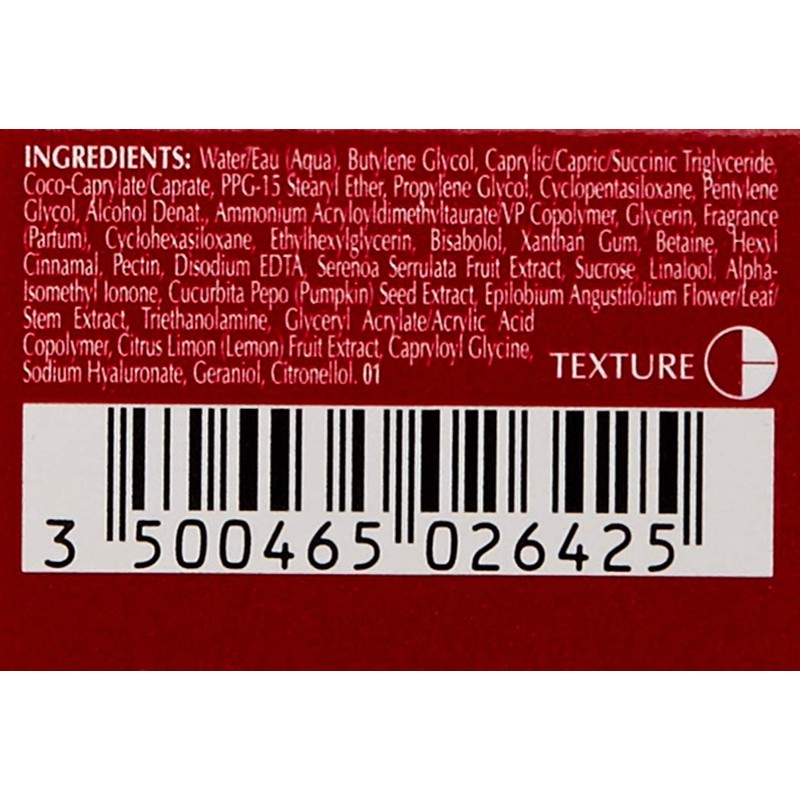 INGREDIENTS: Water/Eau (Aqua), Butylene Glycol, Caprylic/Capric/Succinic Triglyceride,
Coco-Caprylate/Caprate, PPG-15 Stearyl Ether, Propylene Glycol, Cyclopentasiloxane, Pentylene
Glycol, Alcohol Denat., Ammonium Acryloyldimethyltaurate/VP Copolymer, Glycerin, Fragrance
(Parfum), Cyclohexasiloxane, Ethylhexylglycerin, Bisabolol, Xanthan Gum, Betaine, Hexyl
Cinnamal, Pectin, Disodium EDTA, Serenoa Serrulata Fruit Extract, Sucrose, Linalool, Alpha-
Isomethyl Ionone, Cucurbita Pepo (Pumpkin) Seed Extract, Epilobium Angustifolium Flower/Leaf/
Stem Extract, Triethanolamine, Glyceryl Acrylate/Acrylic Acid
Copolymer, Citrus Limon (Lemon) Fruit Extract, Capryloyl Glycine,
Sodium Hyaluronate, Geraniol, Citronellol. 01
TEXTURE
3 500465 026425